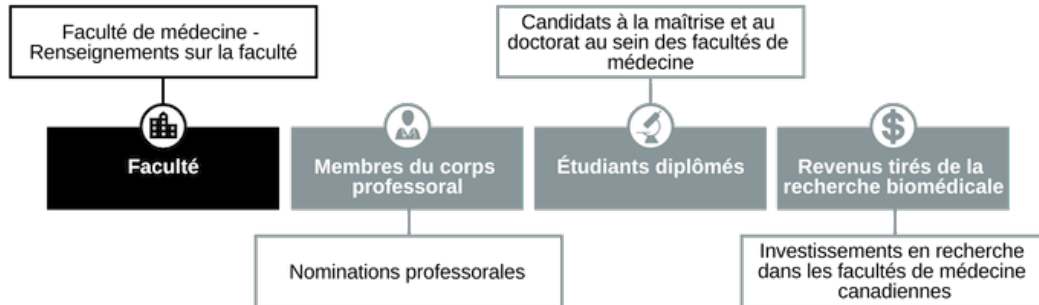 Faculté de médecine -
Renseignements sur la faculté
Candidats à la maîtrise et au
doctorat au sein des facultés de
médecine
Faculté
Membres du corps
professoral
Étudiants diplômés
Revenus tirés de la
recherche biomédicale
Nominations professorales
Investissements en recherche
dans les facultés de médecine
canadiennes